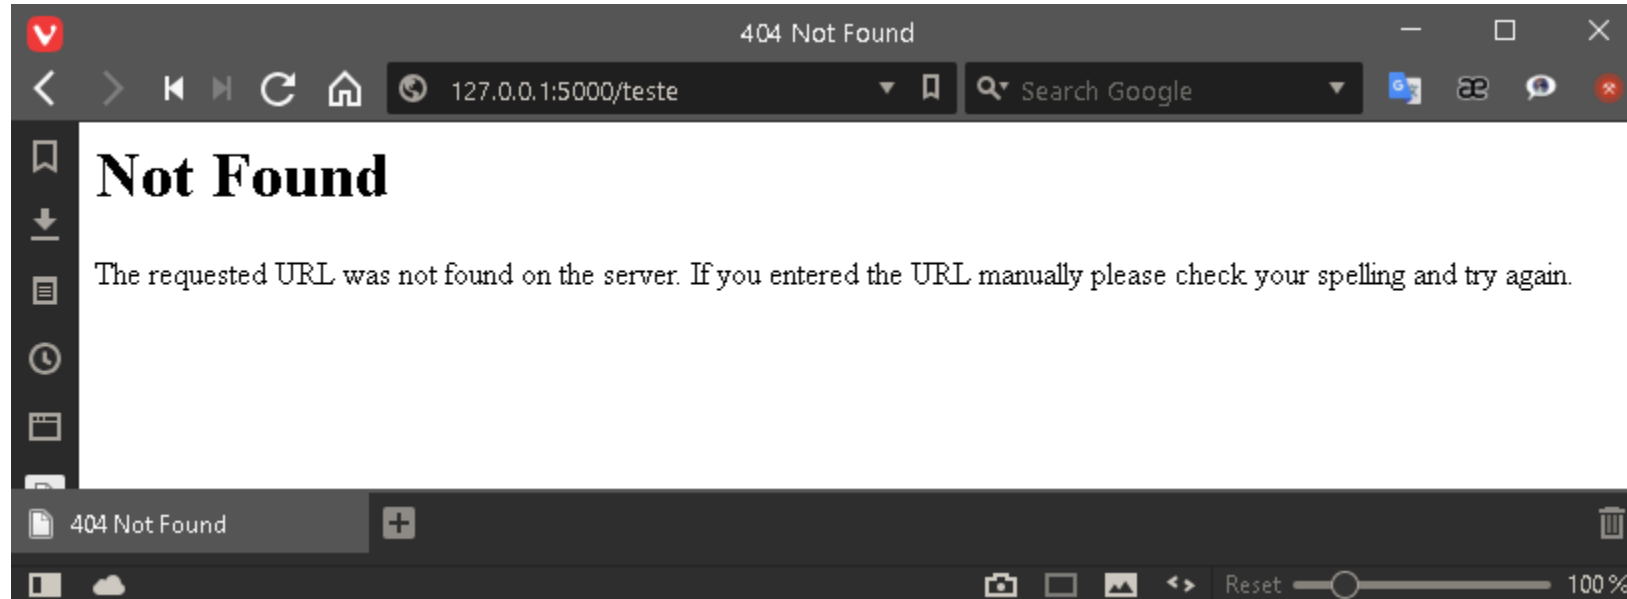 404 Not Found
127.0.0.1:5000/teste
Search Google
Not Found
The requested URL was not found on the server. If you entered the URL manually please check your spelling and try again.
404 Not Found
Reset
100 %